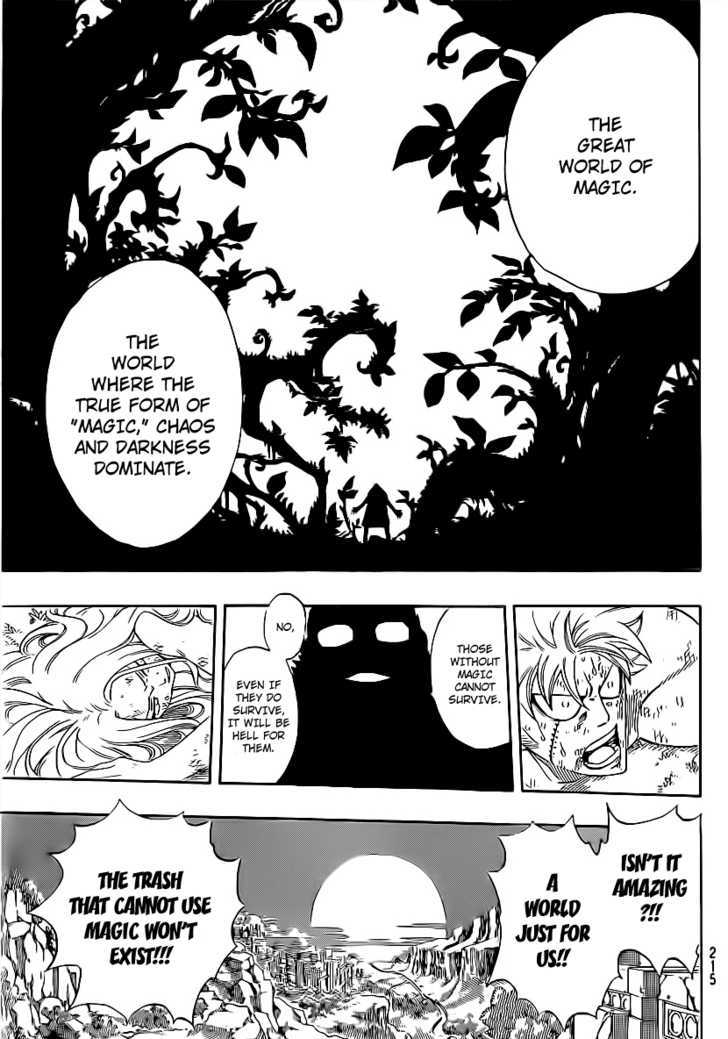 THE
GREAT
WORLD OF
MAGIC.
THE
WORLD
WHERE THE
TRUE FORM OF
"MAGIC," CHAOS
AND DARKNESS
DOMINATE.
THOSE
WITHOUT
MAGIC
CANNOT
SURVIVE.
NO,
EVEN IF
THEY DO
SURVIVE,
IT WILL BE
HELL FOR
THEM.
ISN'T IT
AMAZING
?!!
A
WORLD
JUST FOR
US!!
THE TRASH
THAT CANNOT USE
MAGIC WON'T
EXIST!!!
215